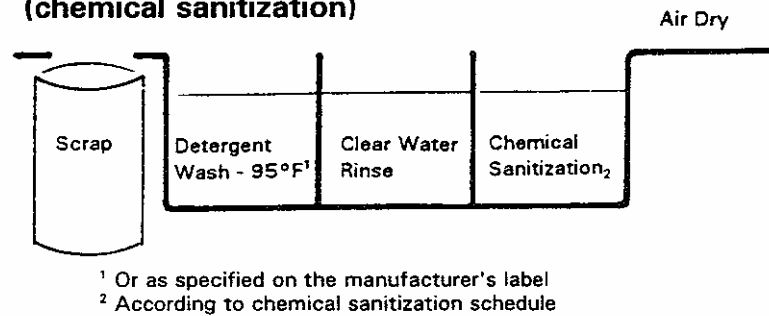 (chemical sanitization)
Air Dry
Scrap
Detergent
Wash - 95°F¹
Clear Water
Rinse
Chemical
Sanitization₂
¹ Or as specified on the manufacturer's label
² According to chemical sanitization schedule